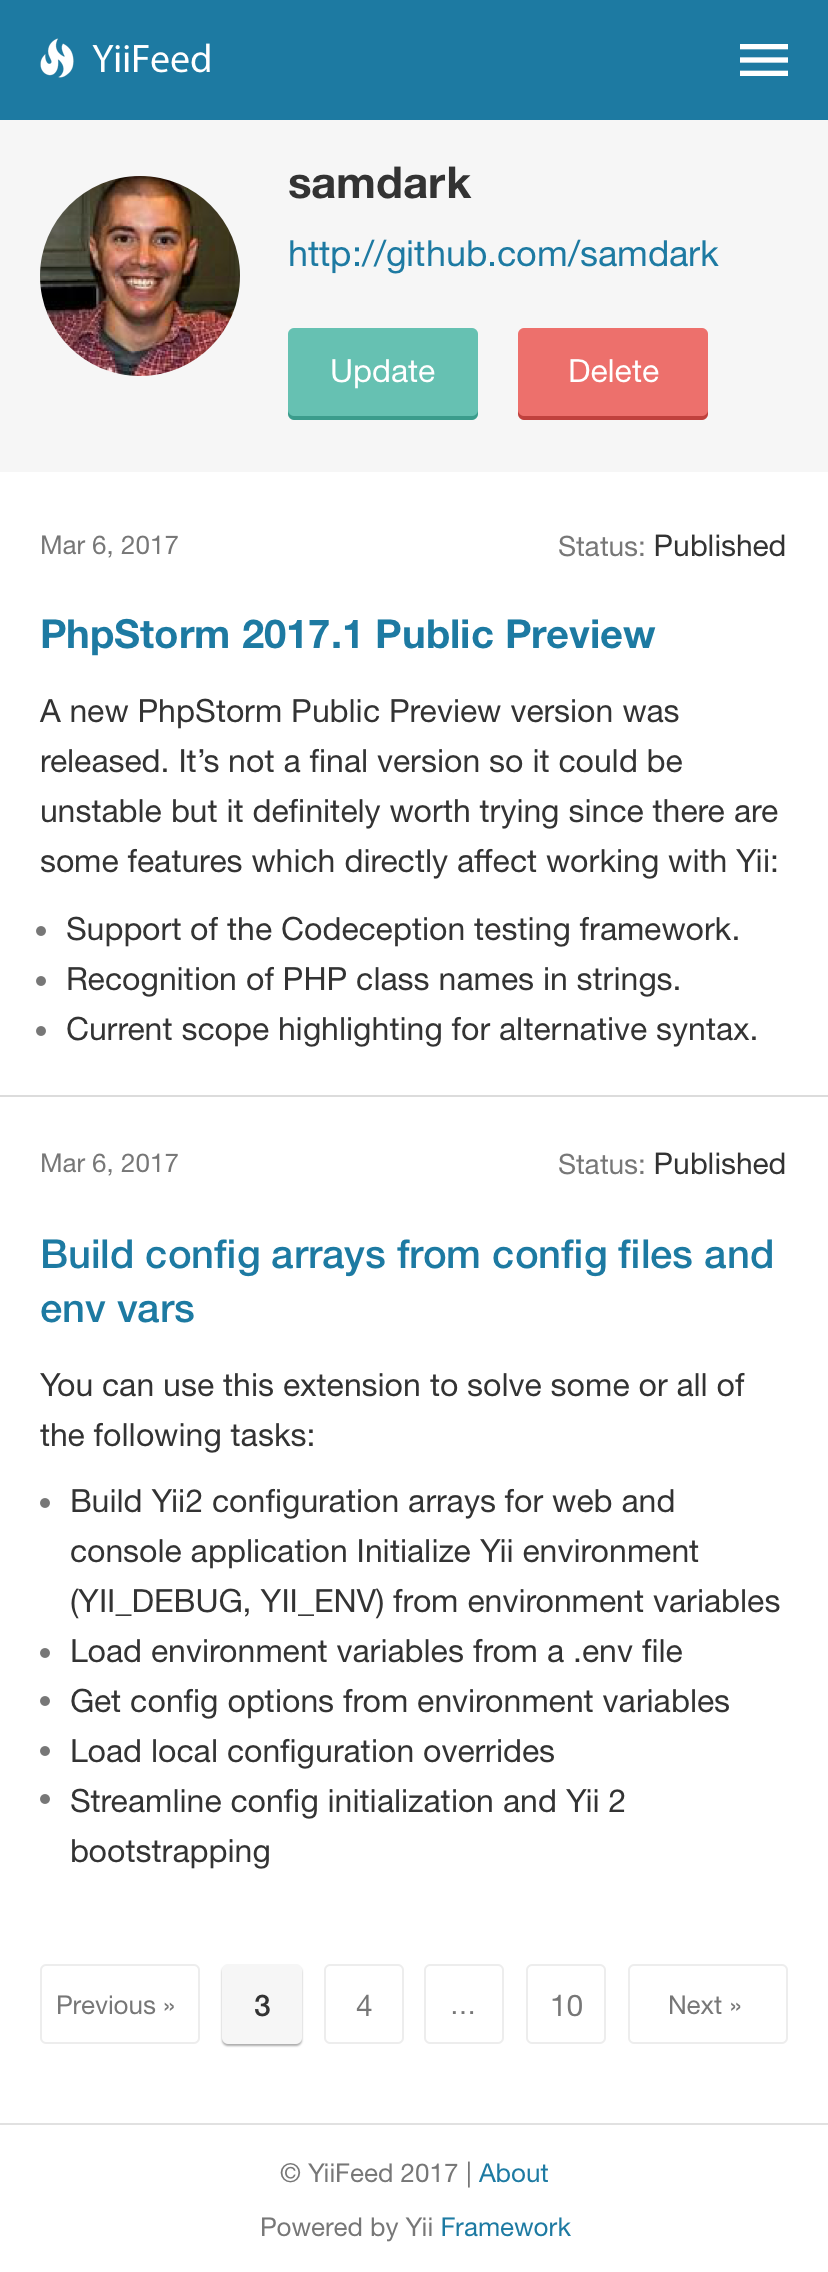 YiiFeed
samdark
http://github.com/samdark
Update Delete
Mar 6, 2017 Status: Published
PhpStorm 2017.1 Public Preview
A new PhpStorm Public Preview version was
released. It’s not a final version so it could be
unstable but it definitely worth trying since there are
some features which directly affect working with Yii:
• Support of the Codeception testing framework.
• Recognition of PHP class names in strings.
• Current scope highlighting for alternative syntax.
Mar 6, 2017 Status: Published
Build config arrays from config files and
env vars
You can use this extension to solve some or all of
the following tasks:
• Build Yii2 configuration arrays for web and
console application Initialize Yii environment
(YII_DEBUG, YII_ENV) from environment variables
• Load environment variables from a .env file
• Get config options from environment variables
• Load local configuration overrides
• Streamline config initialization and Yii 2
bootstrapping
Previous » 3 4 ... 10 Next »
© YiiFeed 2017 | About
Powered by Yii Framework